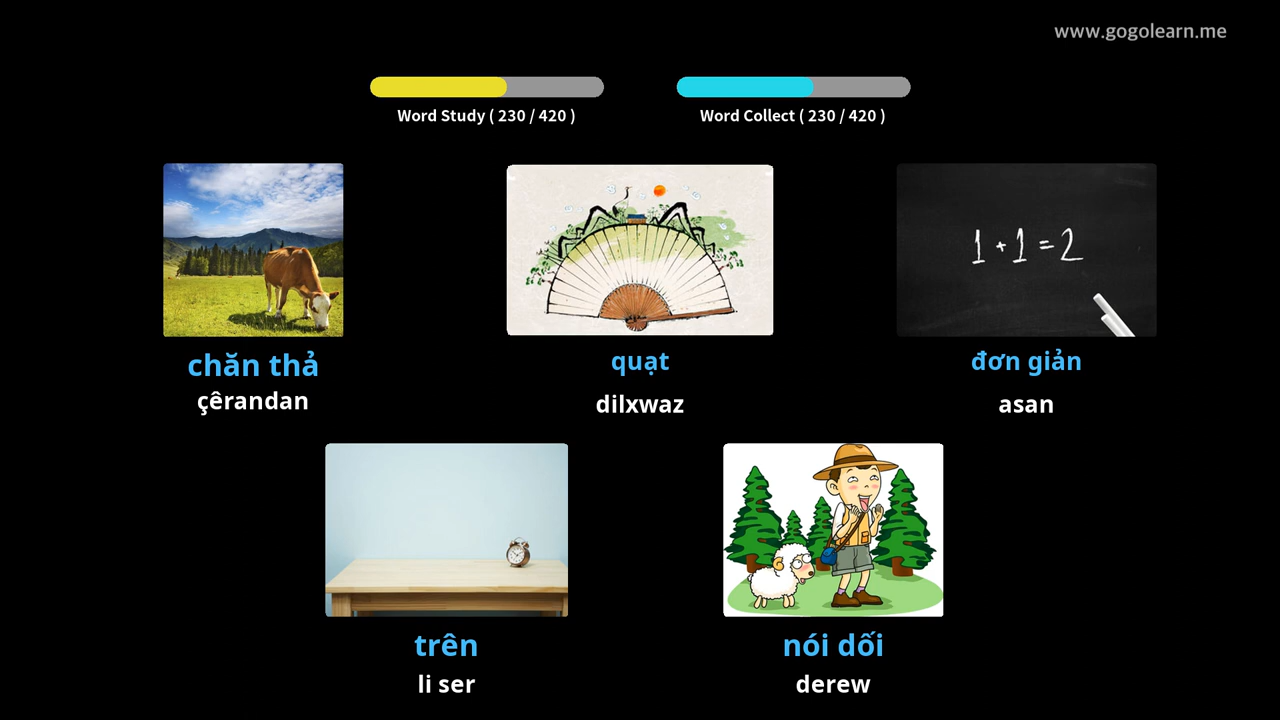 www.gogolearn.me
Word Study ( 230 / 420 )
Word Collect ( 230 / 420 )
1 + 1 = 2
chăn thả
çêrandan
quạt
dilxwaz
đơn giản
asan
trên
li ser
nói dối
derew